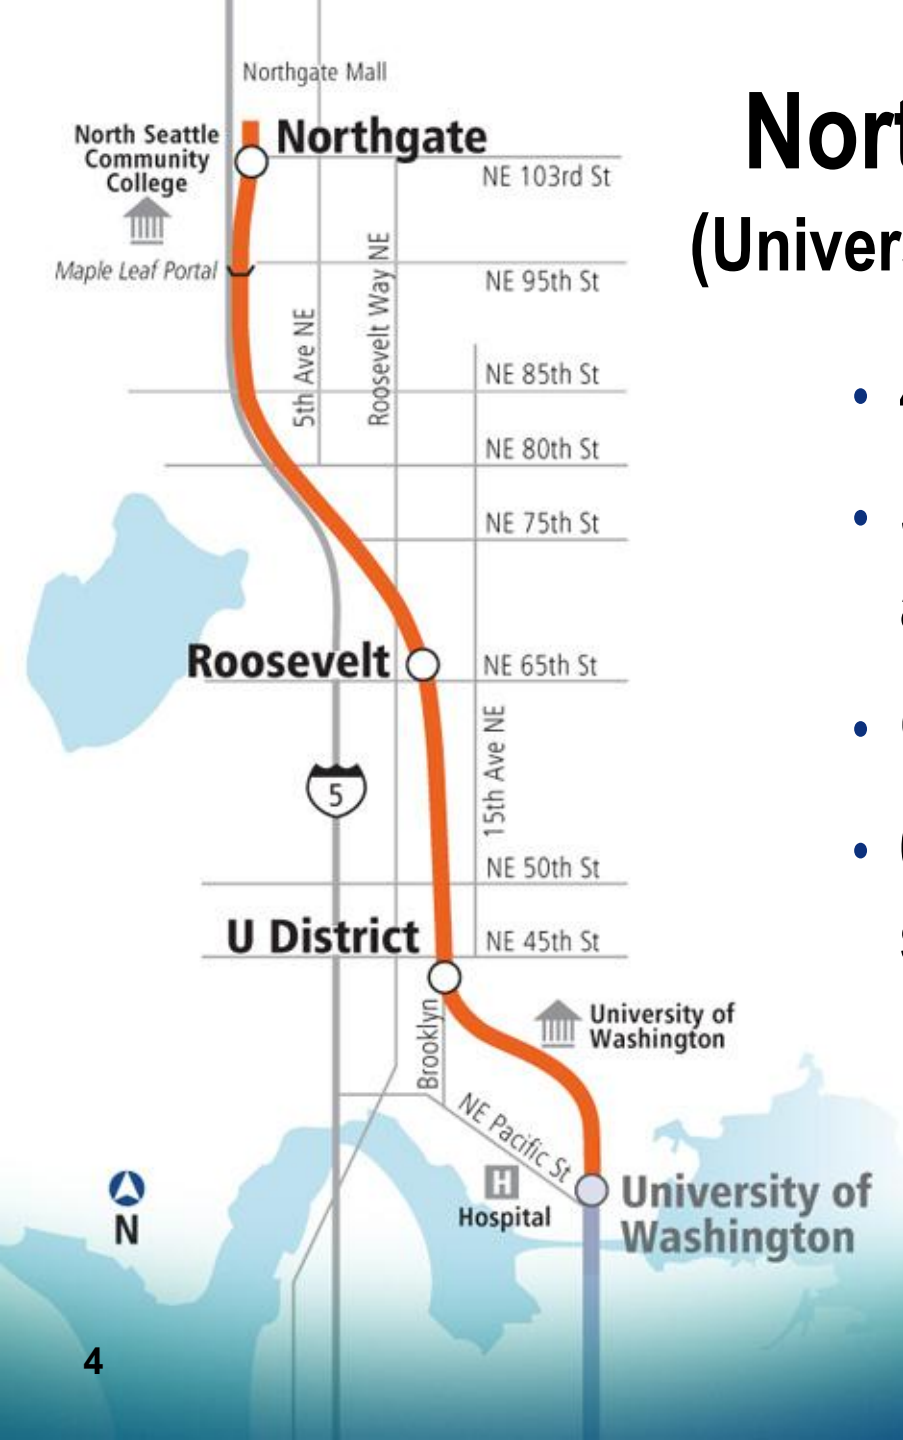 Northgate Mall
North Seattle
Community
College
Northgate
NE 103rd St
Maple Leaf Portal
NE 95th St
5th Ave NE
Roosevelt Way NE
NE 85th St
NE 80th St
NE 75th St
Roosevelt
NE 65th St
5
15th Ave NE
NE 50th St
U District
NE 45th St
Brooklyn
University of
Washington
NE Pacific St
H
Hospital
University of
Washington
N
4